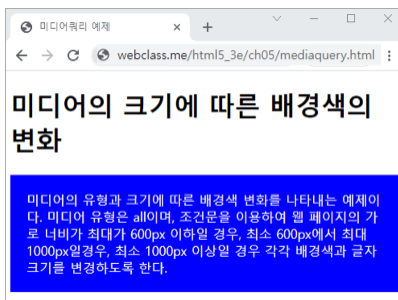 미디어쿼리 예제
webclass.me/html5_3e/ch05/mediaquery.html
미디어의 크기에 따른 배경색의
변화
미디어의 유형과 크기에 따른 배경색 변화를 나타내는 예제이
다. 미디어 유형은 all이며, 조건문을 이용하여 웹 페이지의 가
로 너비가 최대가 600px 이하일 경우, 최소 600px에서 최대
1000px일경우, 최소 1000px 이상일 경우 각각 배경색과 글자
크기를 변경하도록 한다.